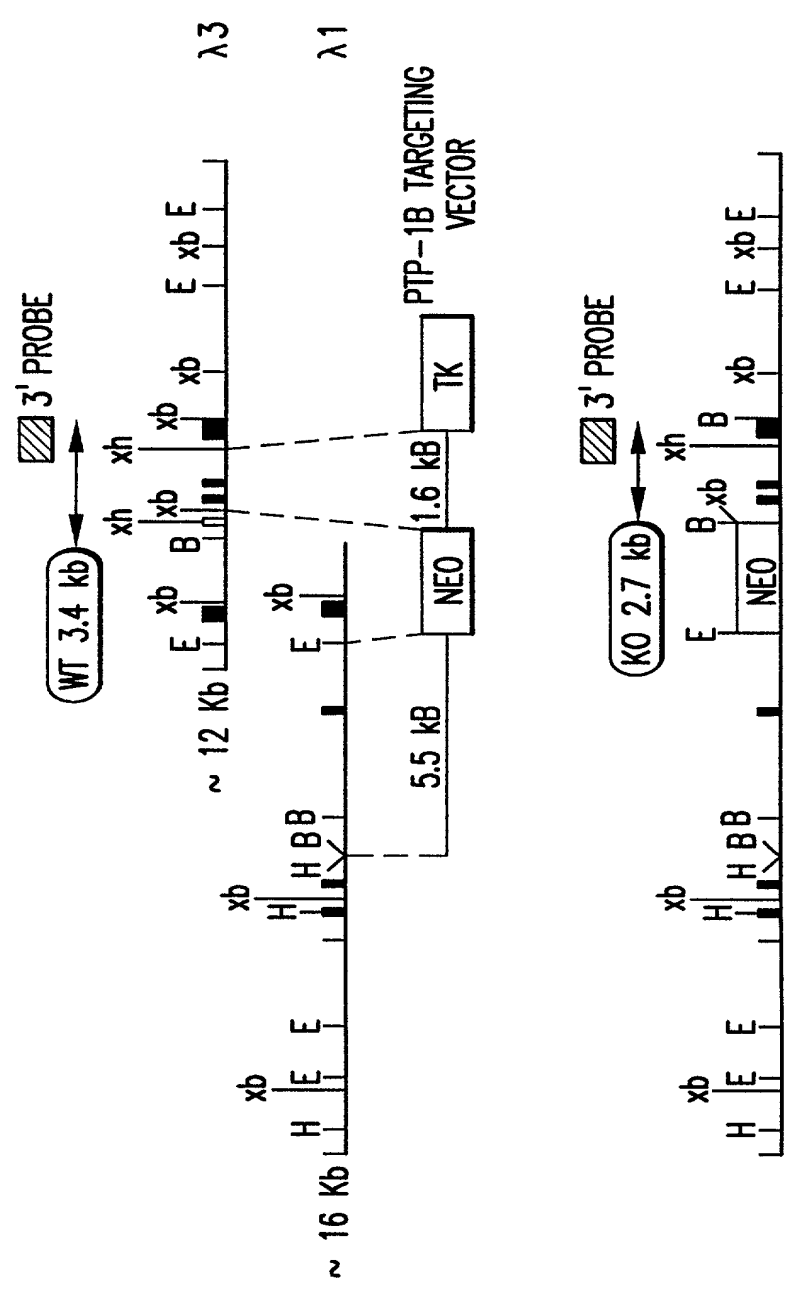 3' PROBE
WT 3.4 kb
xh xh
E xb B xb xb xb E xb E
~ 12 Kb λ3
xb xb
H E E H H B B E xb
~ 16 Kb λ1
5.5 kB 1.6 kB
NEO TK
PTP-1B TARGETING
VECTOR
3' PROBE
KO 2.7 kb
xb xb xh
H E E H H B B E B xb B xb E xb E
NEO